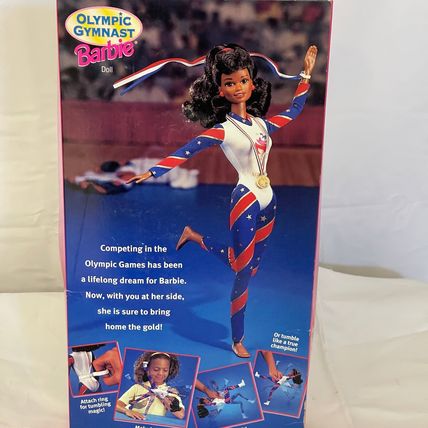 OLYMPIC
GYMNAST
Barbie
Doll
Competing in the
Olympic Games has been
a lifelong dream for Barbie.
Now, with you at her side,
she is sure to bring
home the gold!
Or tumble
like a true
champion!
Attach ring
for tumbling
magic!